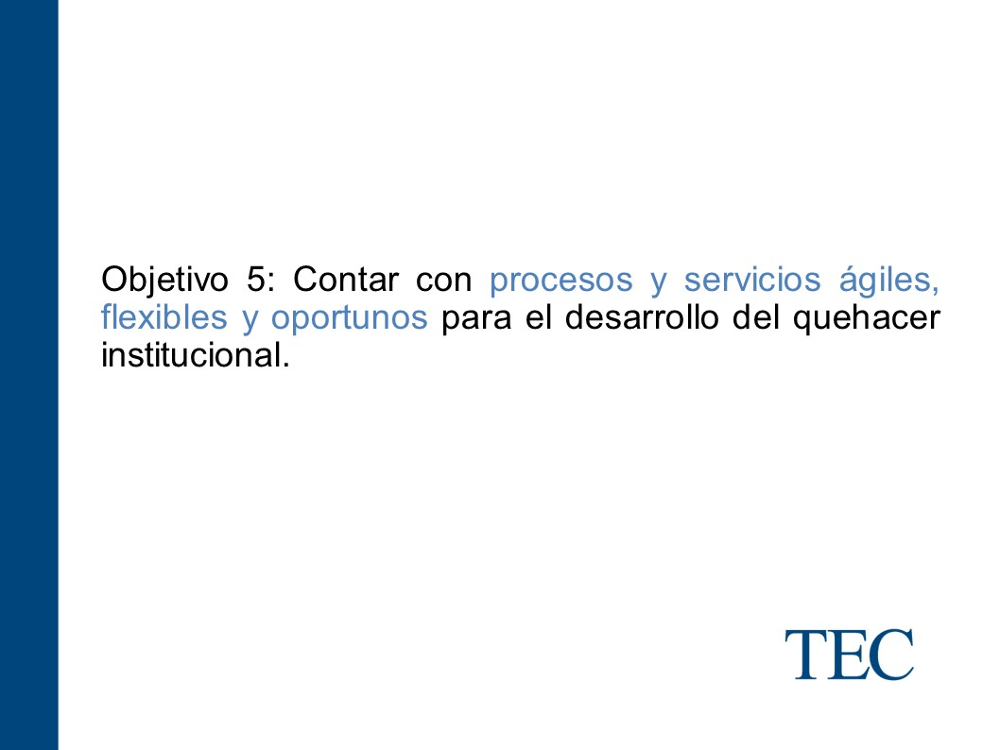 Objetivo 5: Contar con procesos y servicios ágiles,
flexibles y oportunos para el desarrollo del quehacer
institucional.
TEC